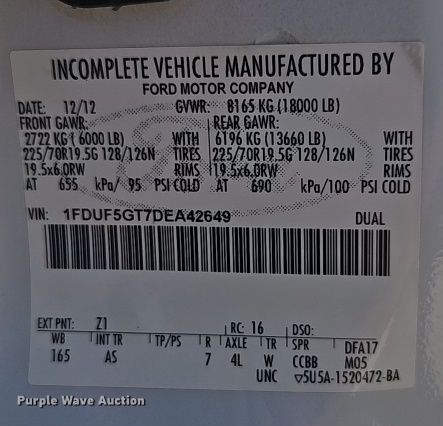 INCOMPLETE VEHICLE MANUFACTURED BY
FORD MOTOR COMPANY
DATE: 12/12 GVWR: 8165 KG (18000 LB)
FRONT GAWR: REAR GAWR:
2722 KG (6000 LB) WITH 6196 KG (13660 LB) WITH
225/70R19.5G 128/126N TIRES 225/70R19.5G 128/126N TIRES
19.5x6.0RW RIMS 19.5x6.0RW RIMS
AT 655 kPa/ 95 PSI COLD AT 690 kPa/100 PSI COLD
VIN: 1FDUF5GT7DEA42649 DUAL
EXT PNT: Z1 RC: 16 DSO:
WB INT TR TP/PS R AXLE TR SPR DFA17
165 AS 7 4L W CCBB M05
UNC ▽5U5A-1520472-BA
Purple Wave Auction